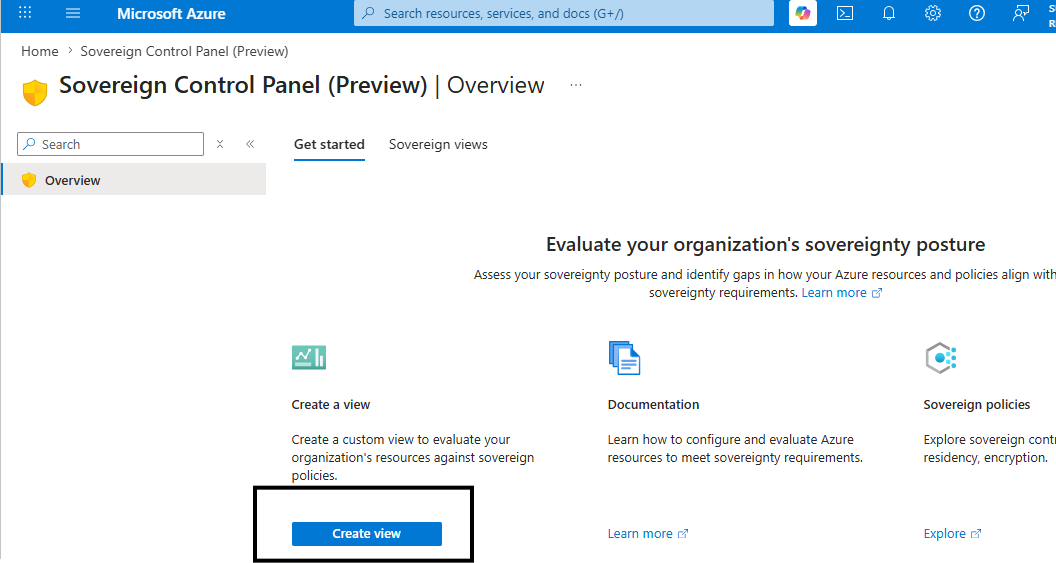 Microsoft Azure
Search resources, services, and docs (G+/)
Home > Sovereign Control Panel (Preview)
Sovereign Control Panel (Preview) | Overview ...
Search
Get started
Sovereign views
Overview
Evaluate your organization's sovereignty posture
Assess your sovereignty posture and identify gaps in how your Azure resources and policies align with
sovereignty requirements. Learn more
Create a view
Create a custom view to evaluate your
organization's resources against sovereign
policies.
Create view
Documentation
Learn how to configure and evaluate Azure
resources to meet sovereignty requirements.
Learn more
Sovereign policies
Explore sovereign
residency, encryption.
Explore